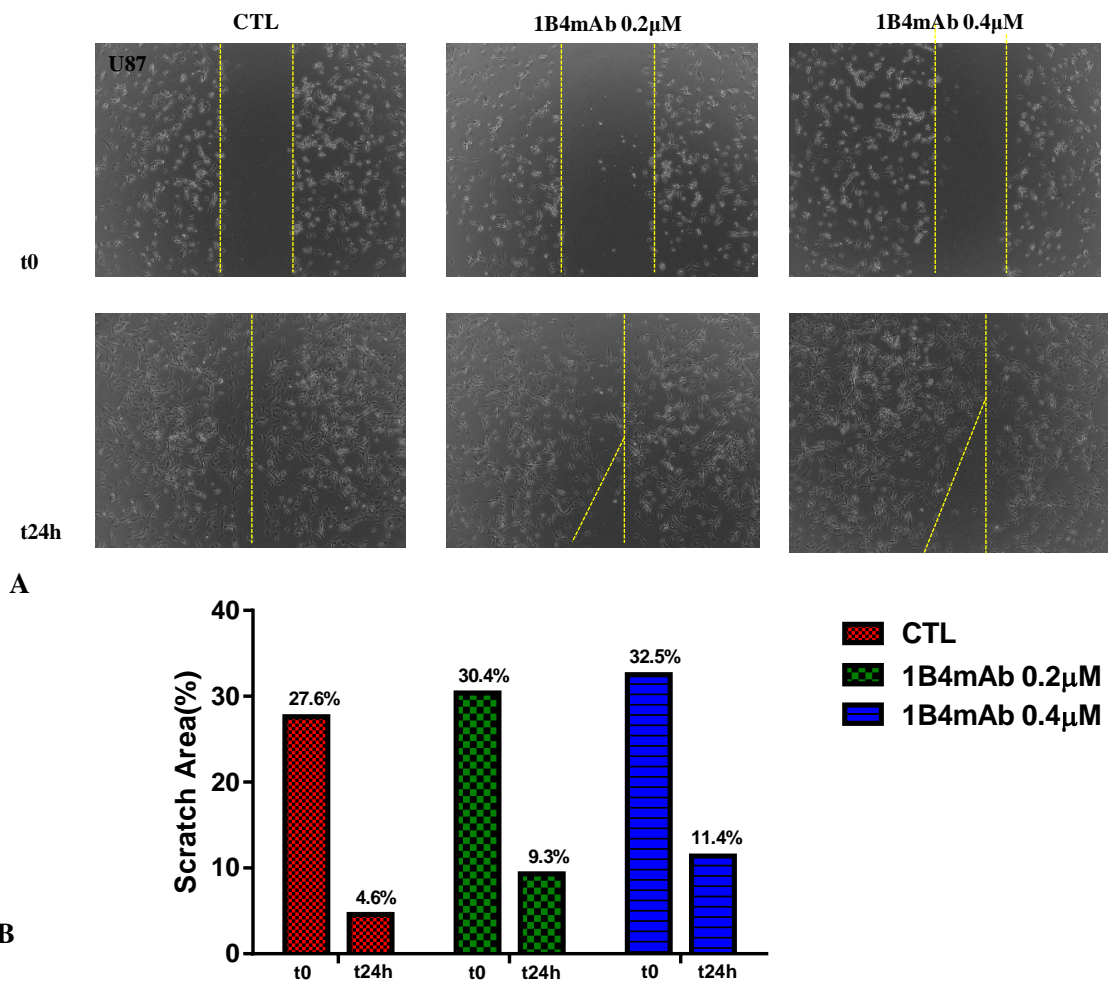 CTL
1B4mAb 0.2μM
1B4mAb 0.4μM
U87
t0
t24h
A
40
30
20
10
0
Scratch Area(%)
27.6%
4.6%
30.4%
9.3%
32.5%
11.4%
t0
t24h
t0
t24h
t0
t24h
CTL
1B4mAb 0.2μM
1B4mAb 0.4μM
B